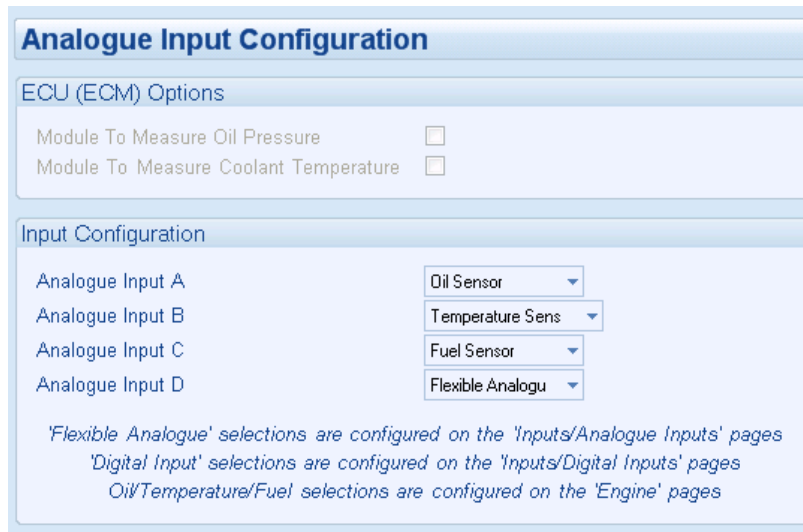 Analogue Input Configuration
ECU (ECM) Options
Module To Measure Oil Pressure
Module To Measure Coolant Temperature
Input Configuration
Analogue Input A Oil Sensor
Analogue Input B Temperature Sens
Analogue Input C Fuel Sensor
Analogue Input D Flexible Analogu
'Flexible Analogue' selections are configured on the 'Inputs/Analogue Inputs' pages
'Digital Input' selections are configured on the 'Inputs/Digital Inputs' pages
Oil/Temperature/Fuel selections are configured on the 'Engine' pages